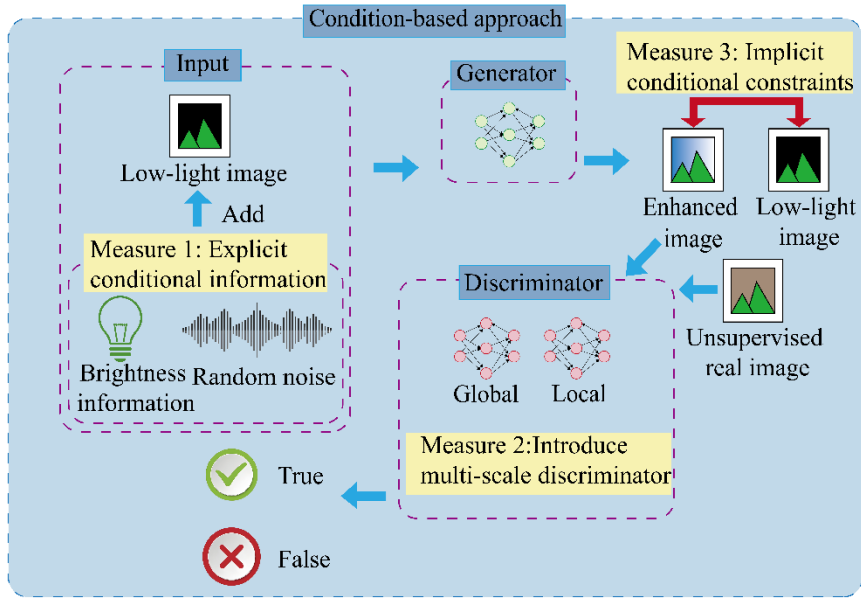 Condition-based approach
Input
Low-light image
Add
Measure 1: Explicit
conditional information
Brightness
information
Random noise
Generator
Measure 3: Implicit
conditional constraints
Enhanced
image
Low-light
image
Discriminator
Global
Local
Measure 2:Introduce
multi-scale discriminator
Unsupervised
real image
True
False